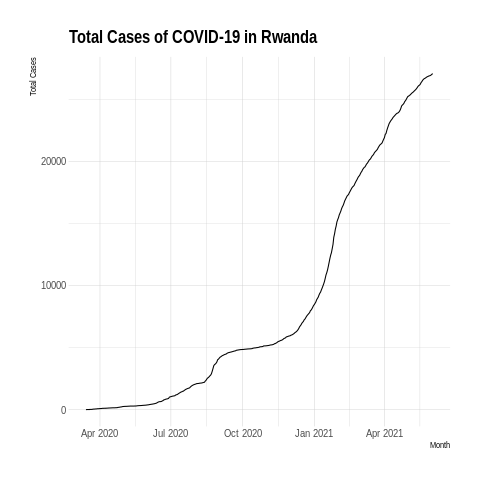 Total Cases of COVID-19 in Rwanda
Total Cases
20000
10000
0
Apr 2020 Jul 2020 Oct 2020 Jan 2021 Apr 2021
Month